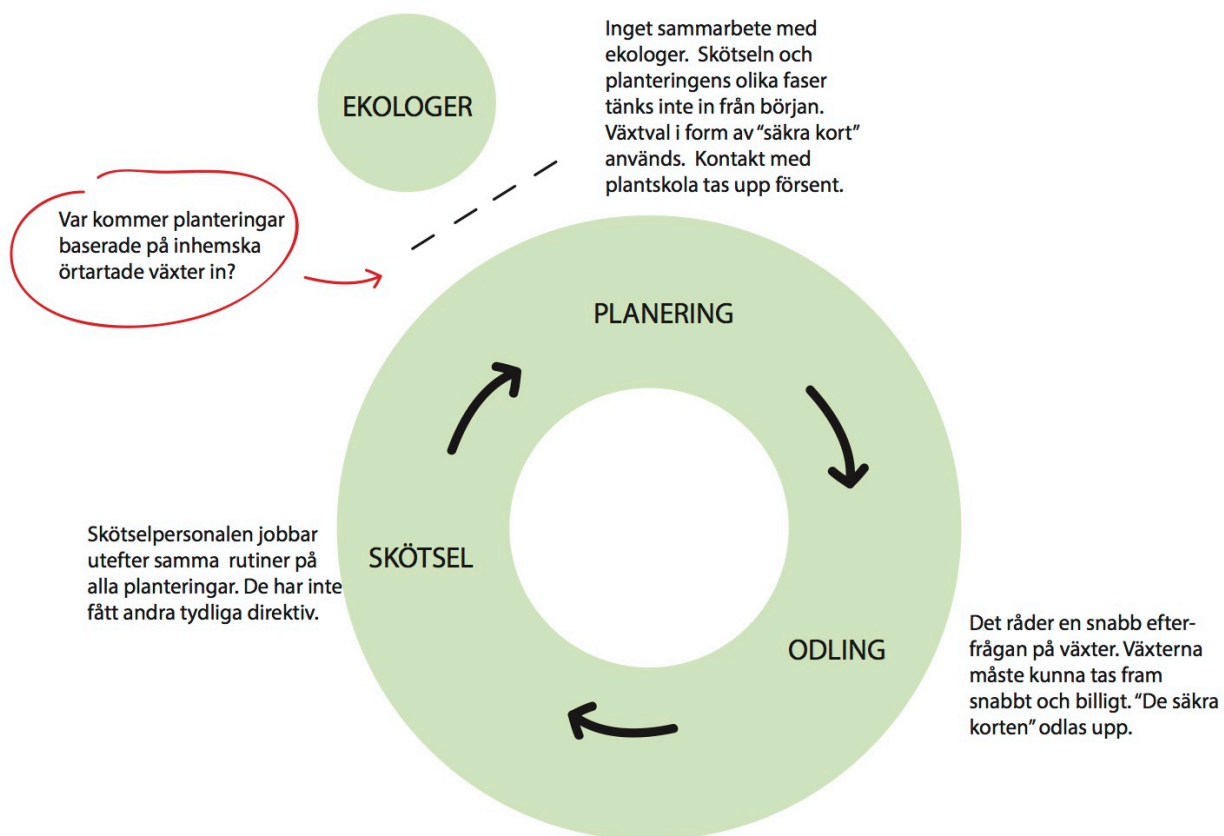 EKOLOGER
Inget sammarbete med
ekologer. Skötseln och
planteringens olika faser
tänks inte in från början.
Växtval i form av “säkra kort”
används. Kontakt med
plantskola tas upp försent.
Var kommer planteringar
baserade på inhemska
örtartade växter in?
PLANERING
Skötselpersonalen jobbar
utefter samma rutiner på
alla planteringar. De har inte
fått andra tydliga direktiv.
SKÖTSEL
ODLING
Det råder en snabb efter-
frågan på växter. Växterna
måste kunna tas fram
snabbt och billigt. “De säkra
korten” odlas upp.